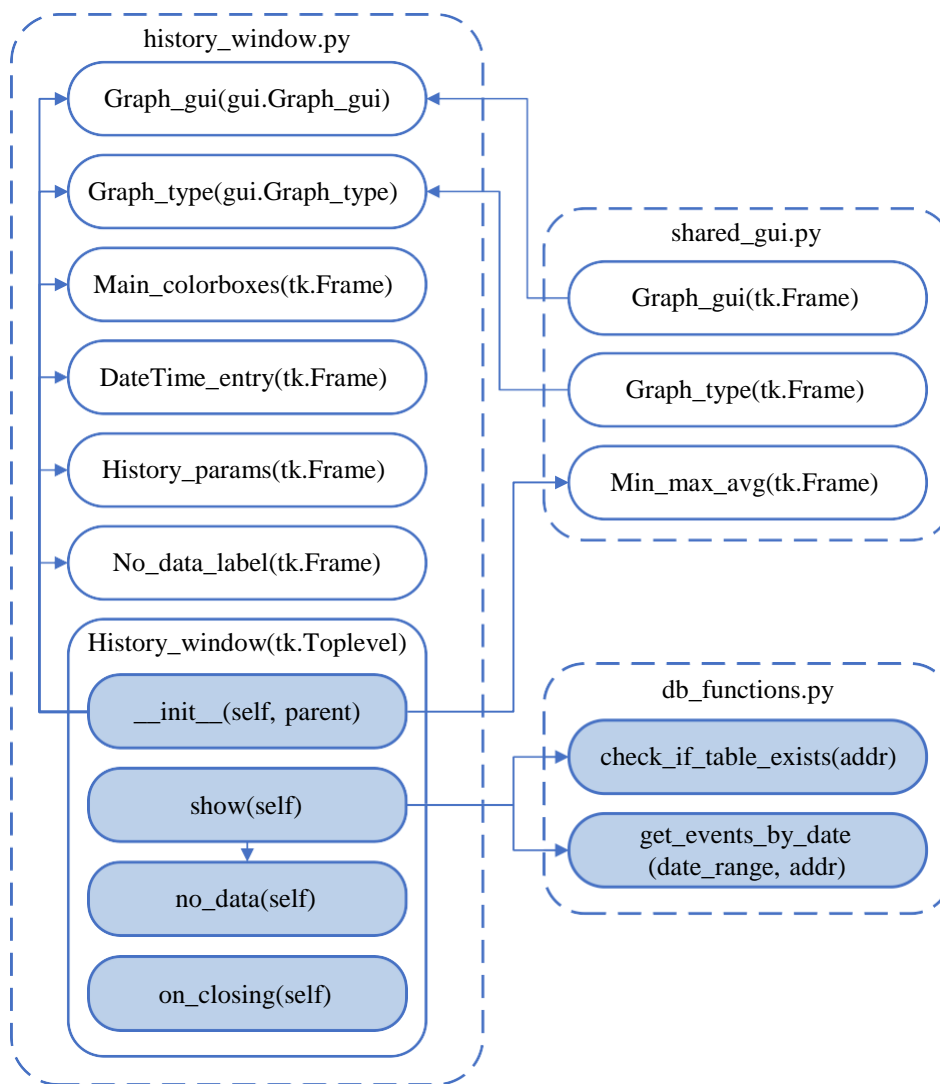 history_window.py
Graph_gui(gui.Graph_gui)
Graph_type(gui.Graph_type)
Main_colorboxes(tk.Frame)
DateTime_entry(tk.Frame)
History_params(tk.Frame)
No_data_label(tk.Frame)
History_window(tk.Toplevel)
__init__(self, parent)
show(self)
no_data(self)
on_closing(self)
shared_gui.py
Graph_gui(tk.Frame)
Graph_type(tk.Frame)
Min_max_avg(tk.Frame)
db_functions.py
check_if_table_exists(addr)
get_events_by_date
(date_range, addr)